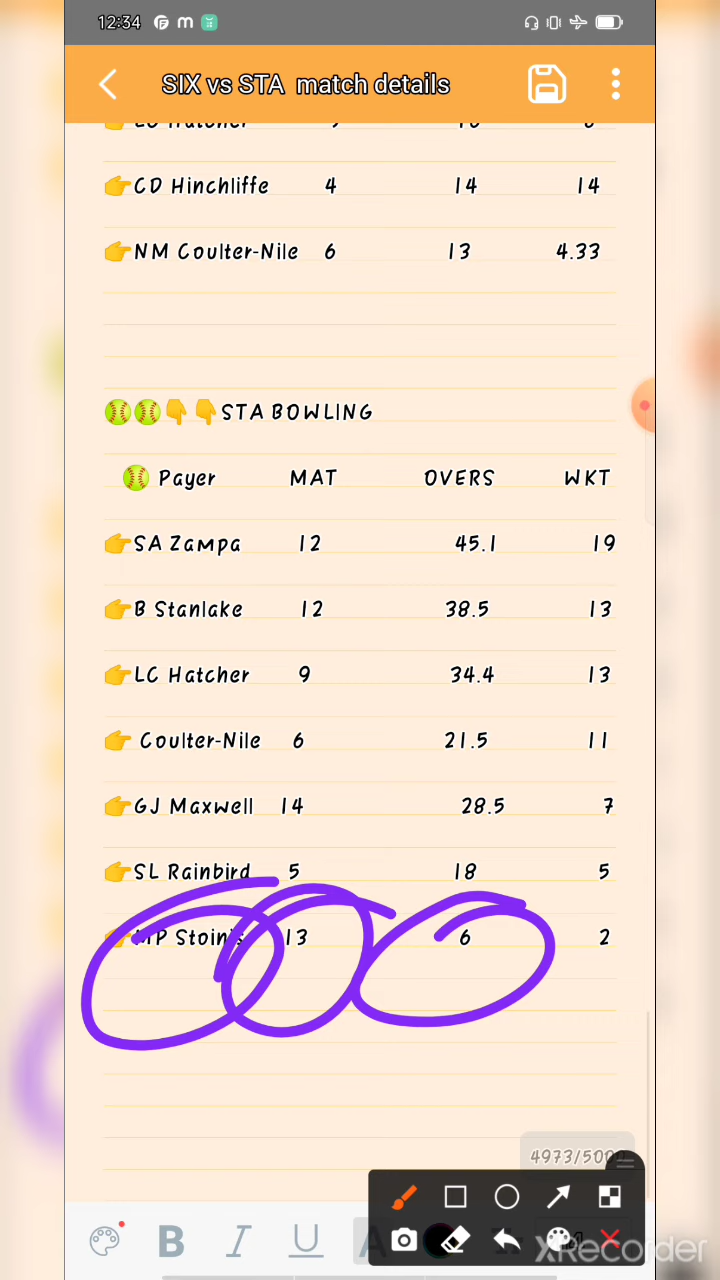 12:34
SIX vs STA match details
CD Hinchliffe 4 14 14
NM Coulter-Nile 6 13 4.33
STA BOWLING
Payer MAT OVERS WKT
SA Zampa 12 45.1 19
B Stanlake 12 38.5 13
LC Hatcher 9 34.4 13
Coulter-Nile 6 21.5 11
GJ Maxwell 14 28.5 7
SL Rainbird 5 18 5
MP Stoinis 13 6 2
B I U A
XRecorder